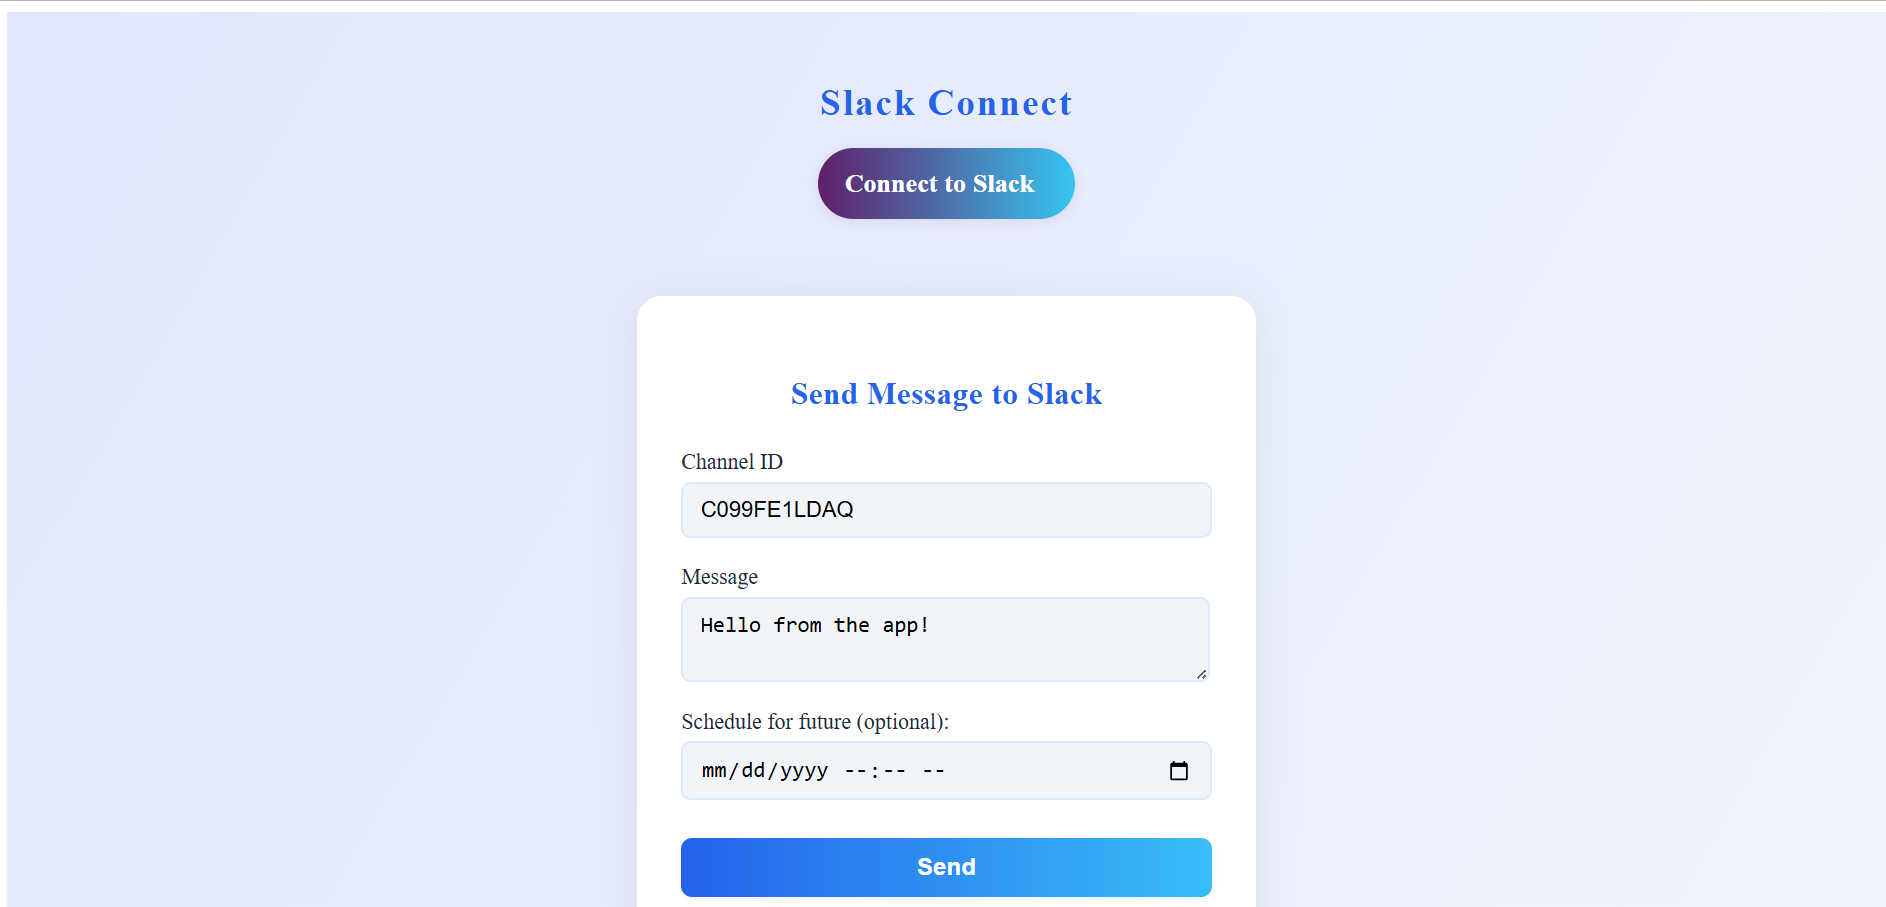 Slack Connect
Connect to Slack
Send Message to Slack
Channel ID
C099FE1LDAQ
Message
Hello from the app!
Schedule for future (optional):
mm/dd/yyyy --:-- --
Send